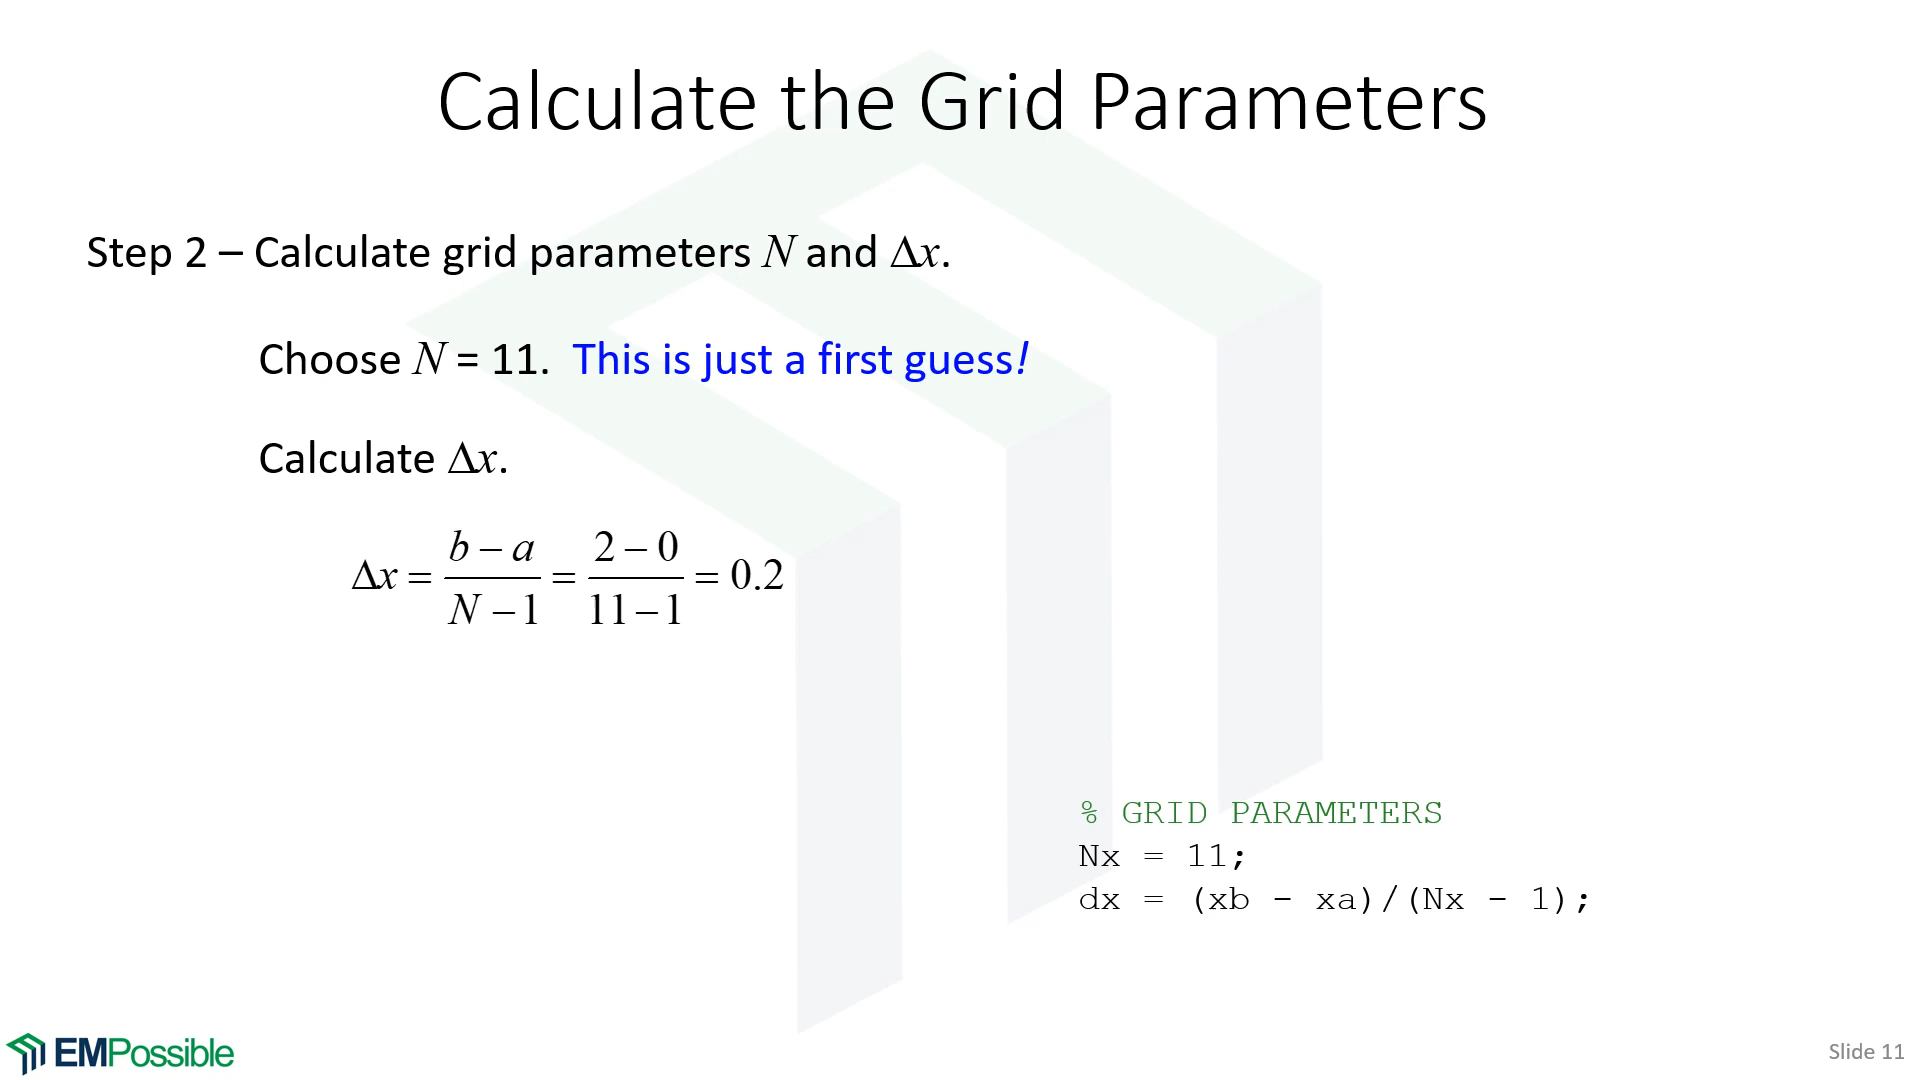 Calculate the Grid Parameters
Step 2 – Calculate grid parameters N and Δx.
Choose N = 11. This is just a first guess!
Calculate Δx.
Δx = (b − a)/(N − 1) = (2 − 0)/(11 − 1) = 0.2
% GRID PARAMETERS
Nx = 11;
dx = (xb - xa)/(Nx - 1);
EMPossible
Slide 11